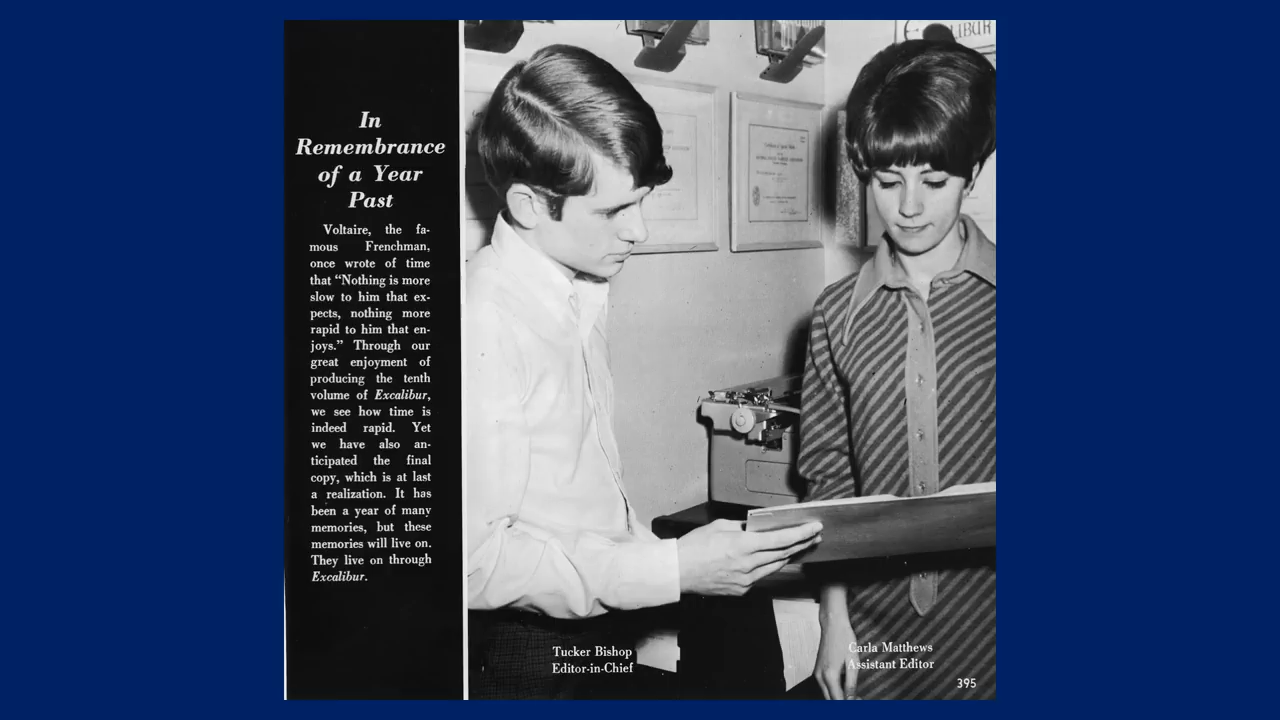 In
Remembrance
of a Year
Past
Voltaire, the fa-
mous Frenchman,
once wrote of time
that “Nothing is more
slow to him that ex-
pects, nothing more
rapid to him that en-
joys.” Through our
great enjoyment of
producing the tenth
volume of Excalibur,
we see how time is
indeed rapid. Yet
we have also an-
ticipated the final
copy, which is at last
a realization. It has
been a year of many
memories, but these
memories will live on.
They live on through
Excalibur.
Tucker Bishop
Editor-in-Chief
Carla Matthews
Assistant Editor
395